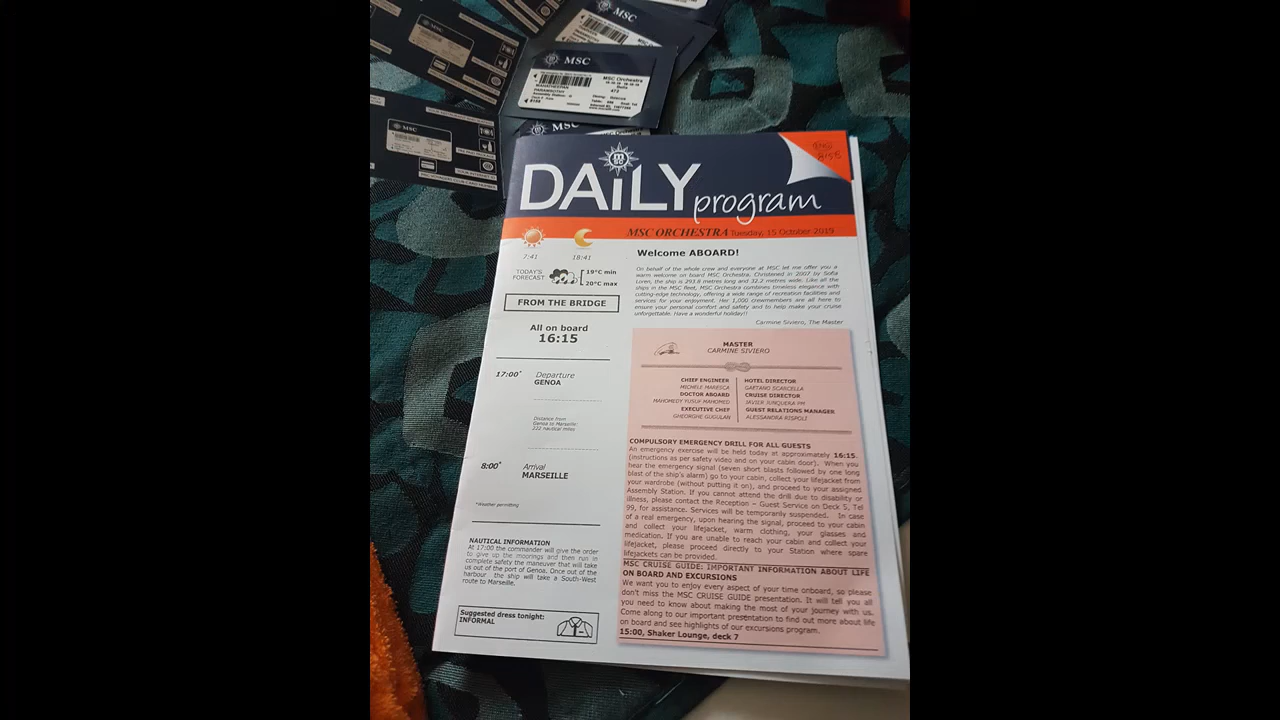 MSC
MSC
MSC
MSC Orchestra
MSC
MSC
DAiLY program
MSC ORCHESTRA Tuesday, 15 October 2019
7:41 18:41
TODAY'S
FORECAST
19°C min
20°C max
FROM THE BRIDGE
All on board
16:15
17:00* Departure
GENOA
Distance from
Genoa to Marseille:
222 nautical miles
8:00* Arrival
MARSEILLE
*Weather permitting
NAUTICAL INFORMATION
At 17:00 the commander will give the order
to give up the moorings and then run in
complete safety the maneuver that will take
us out of the port of Genoa. Once out of the
harbour the ship will take a South-West
route to Marseille.
Suggested dress tonight:
INFORMAL
Welcome ABOARD!
On behalf of the whole crew and everyone at MSC let me offer you a
warm welcome on board MSC Orchestra. Christened in 2007 by Sofia
Loren, the ship is 293.8 metres long and 32.2 metres wide. Like all the
ships in the MSC fleet, MSC Orchestra combines timeless elegance with
cutting-edge technology, offering a wide range of recreation facilities and
services for your enjoyment. Her 1,000 crewmembers are all here to
ensure your personal comfort and safety and to help make your cruise
unforgettable. Have a wonderful holiday!!
Carmine Siviero, The Master
MASTER
CARMINE SIVIERO
CHIEF ENGINEER
MICHELE MARESCA
DOCTOR ABOARD
MAHOMEDY YUSUF MAHOMED
EXECUTIVE CHEF
GHEORGHE GUGULAN
HOTEL DIRECTOR
GAETANO SCARCELLA
CRUISE DIRECTOR
JAVIER JUNQUERA PM
GUEST RELATIONS MANAGER
ALESSANDRA RISPOLI
COMPULSORY EMERGENCY DRILL FOR ALL GUESTS
An emergency exercise will be held today at approximately 16:15.
(instructions as per safety video and on your cabin door). When you
hear the emergency signal (seven short blasts followed by one long
blast of the ship's alarm) go to your cabin, collect your lifejacket from
your wardrobe (without putting it on), and proceed to your assigned
Assembly Station. If you cannot attend the drill due to disability or
illness, please contact the Reception – Guest Service on Deck 5, Tel
99, for assistance. Services will be temporarily suspended. In case
of a real emergency, upon hearing the signal, proceed to your cabin
and collect your lifejacket, warm clothing, your glasses and
medication. If you are unable to reach your cabin and collect your
lifejacket, please proceed directly to your Station where spare
lifejackets can be provided.
MSC CRUISE GUIDE: IMPORTANT INFORMATION ABOUT LIFE
ON BOARD AND EXCURSIONS
We want you to enjoy every aspect of your time onboard, so please
don't miss the MSC CRUISE GUIDE presentation. It will tell you all
you need to know about making the most of your journey with us.
Come along to our important presentation to find out more about life
on board and see highlights of our excursions program.
15:00, Shaker Lounge, deck 7